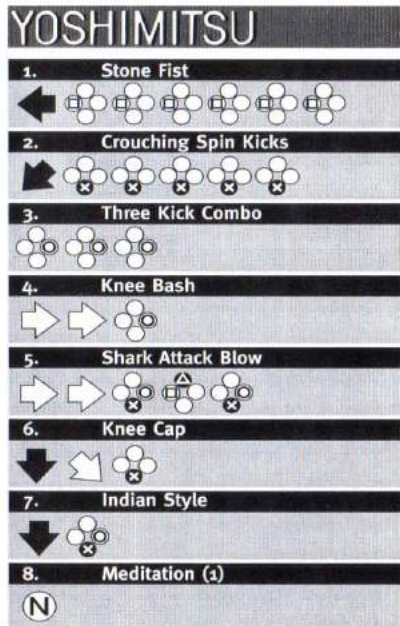 YOSHIMITSU
1. Stone Fist
2. Crouching Spin Kicks
3. Three Kick Combo
4. Knee Bash
5. Shark Attack Blow
6. Knee Cap
7. Indian Style
8. Meditation (1)
N